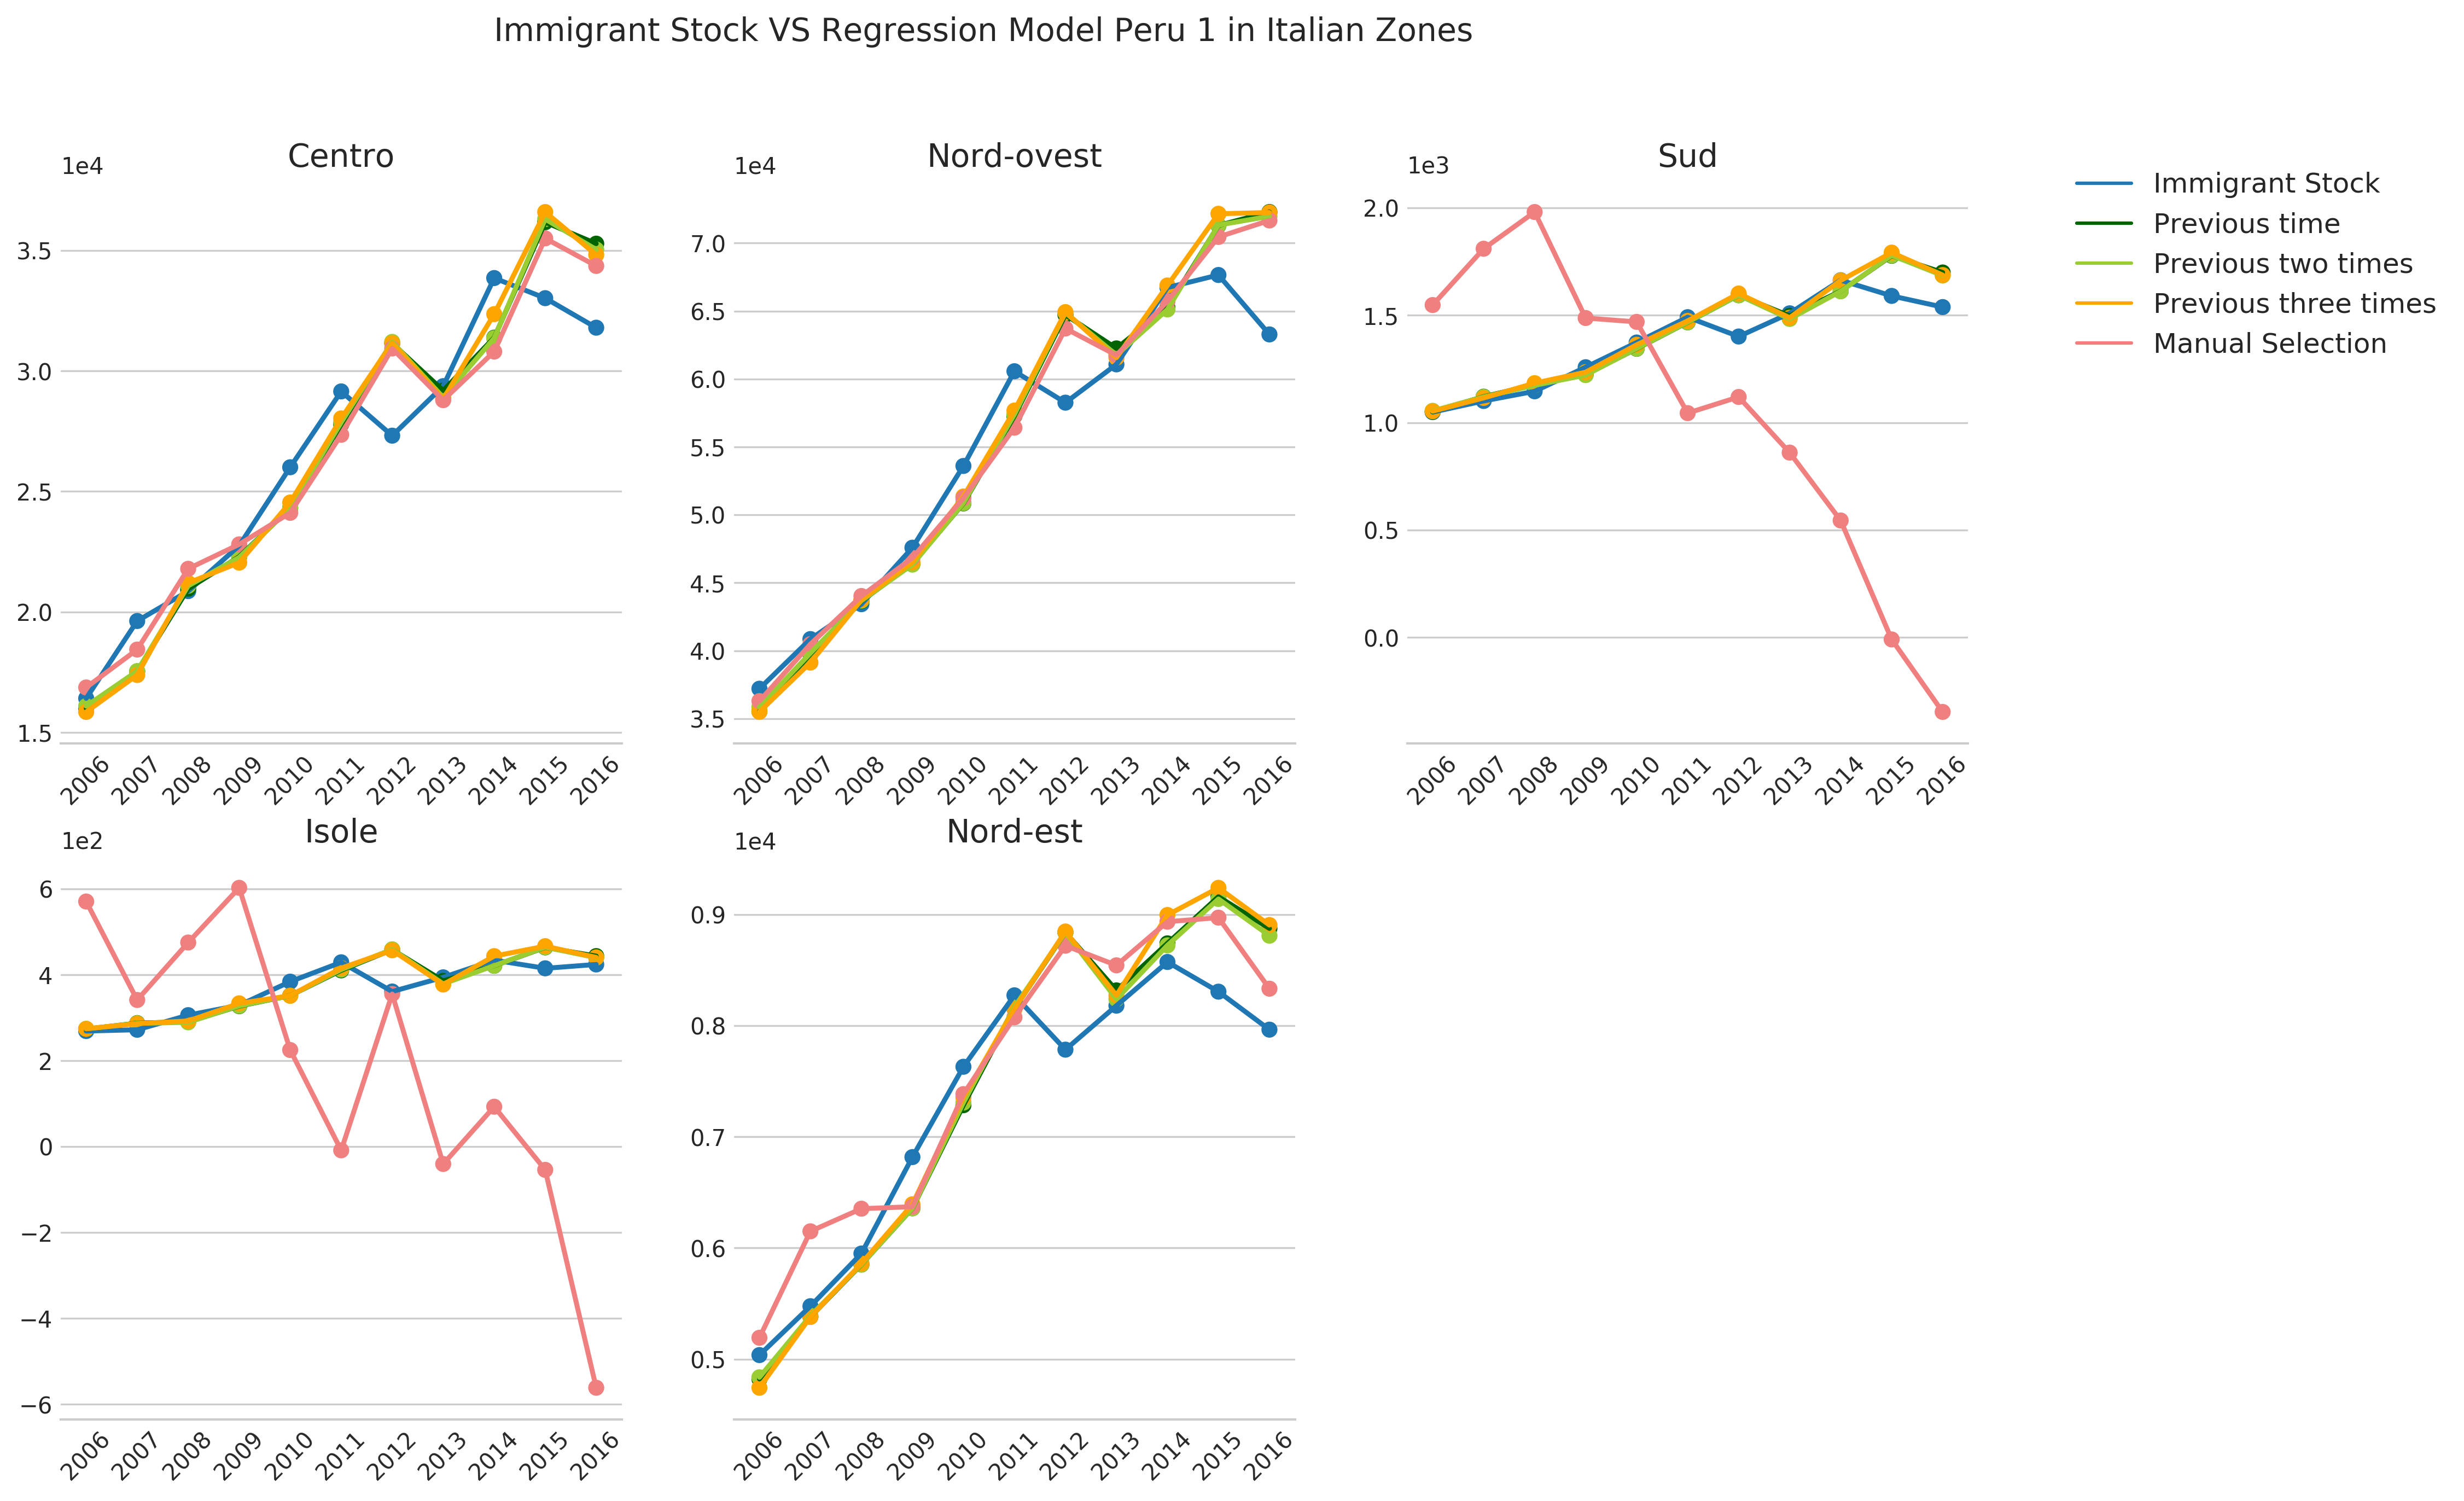 Immigrant Stock VS Regression Model Peru 1 in Italian Zones
Centro
1e4
3.5
3.0
2.5
2.0
1.5
2006 2007 2008 2009 2010 2011 2012 2013 2014 2015 2016
Nord-ovest
1e4
7.0
6.5
6.0
5.5
5.0
4.5
4.0
3.5
2006 2007 2008 2009 2010 2011 2012 2013 2014 2015 2016
Sud
1e3
2.0
1.5
1.0
0.5
0.0
2006 2007 2008 2009 2010 2011 2012 2013 2014 2015 2016
Immigrant Stock
Previous time
Previous two times
Previous three times
Manual Selection
Isole
1e2
6
4
2
0
−2
−4
−6
2006 2007 2008 2009 2010 2011 2012 2013 2014 2015 2016
Nord-est
1e4
0.9
0.8
0.7
0.6
0.5
2006 2007 2008 2009 2010 2011 2012 2013 2014 2015 2016